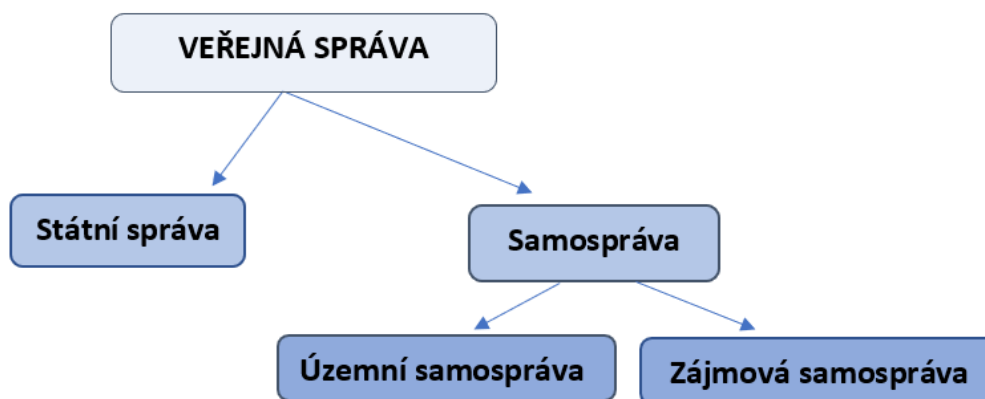 VEŘEJNÁ SPRÁVA
Státní správa
Samospráva
Územní samospráva
Zájmová samospráva